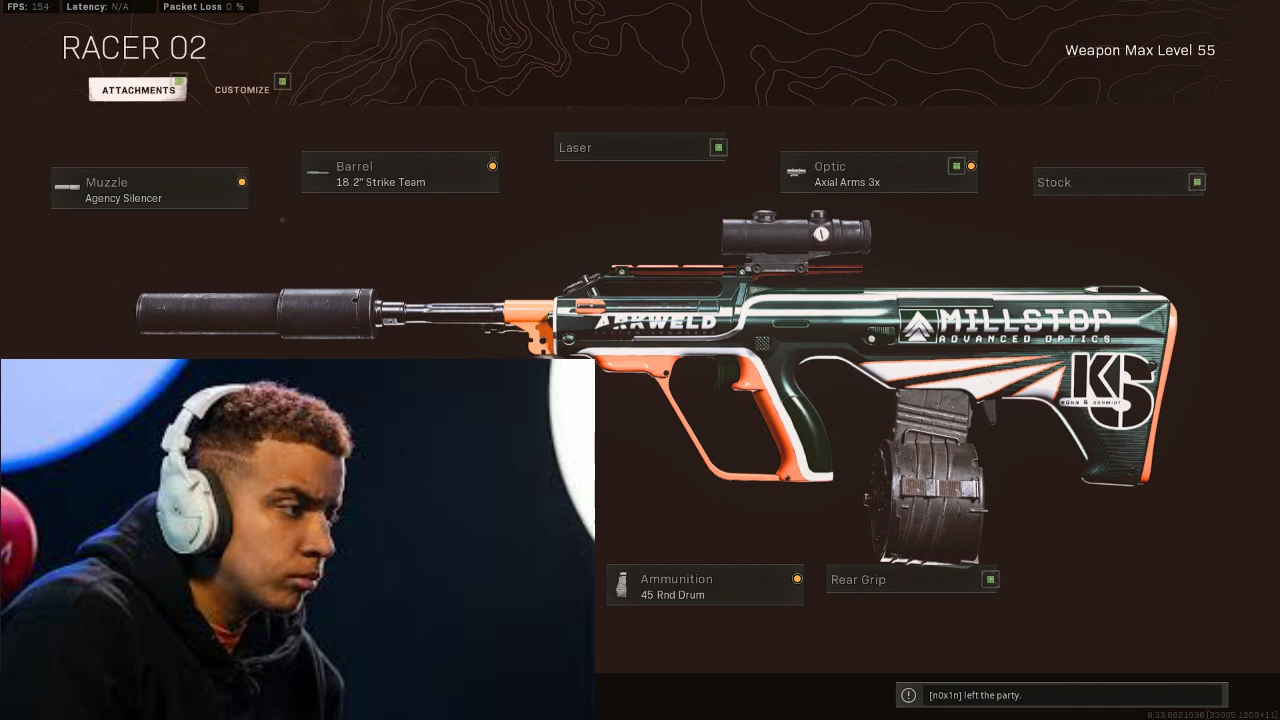 FPS: 154 Latency: N/A Packet Loss 0 %
RACER 02
Weapon Max Level 55
ATTACHMENTS CUSTOMIZE
Laser
Barrel
18.2" Strike Team
Optic
Axial Arms 3x
Muzzle
Agency Silencer
Stock
ARKWELD
MILLSTOP
ADVANCED OPTICS
KS
KÜHN & SCHMIDT
Ammunition
45 Rnd Drum
Rear Grip
[n0x1n] left the party.